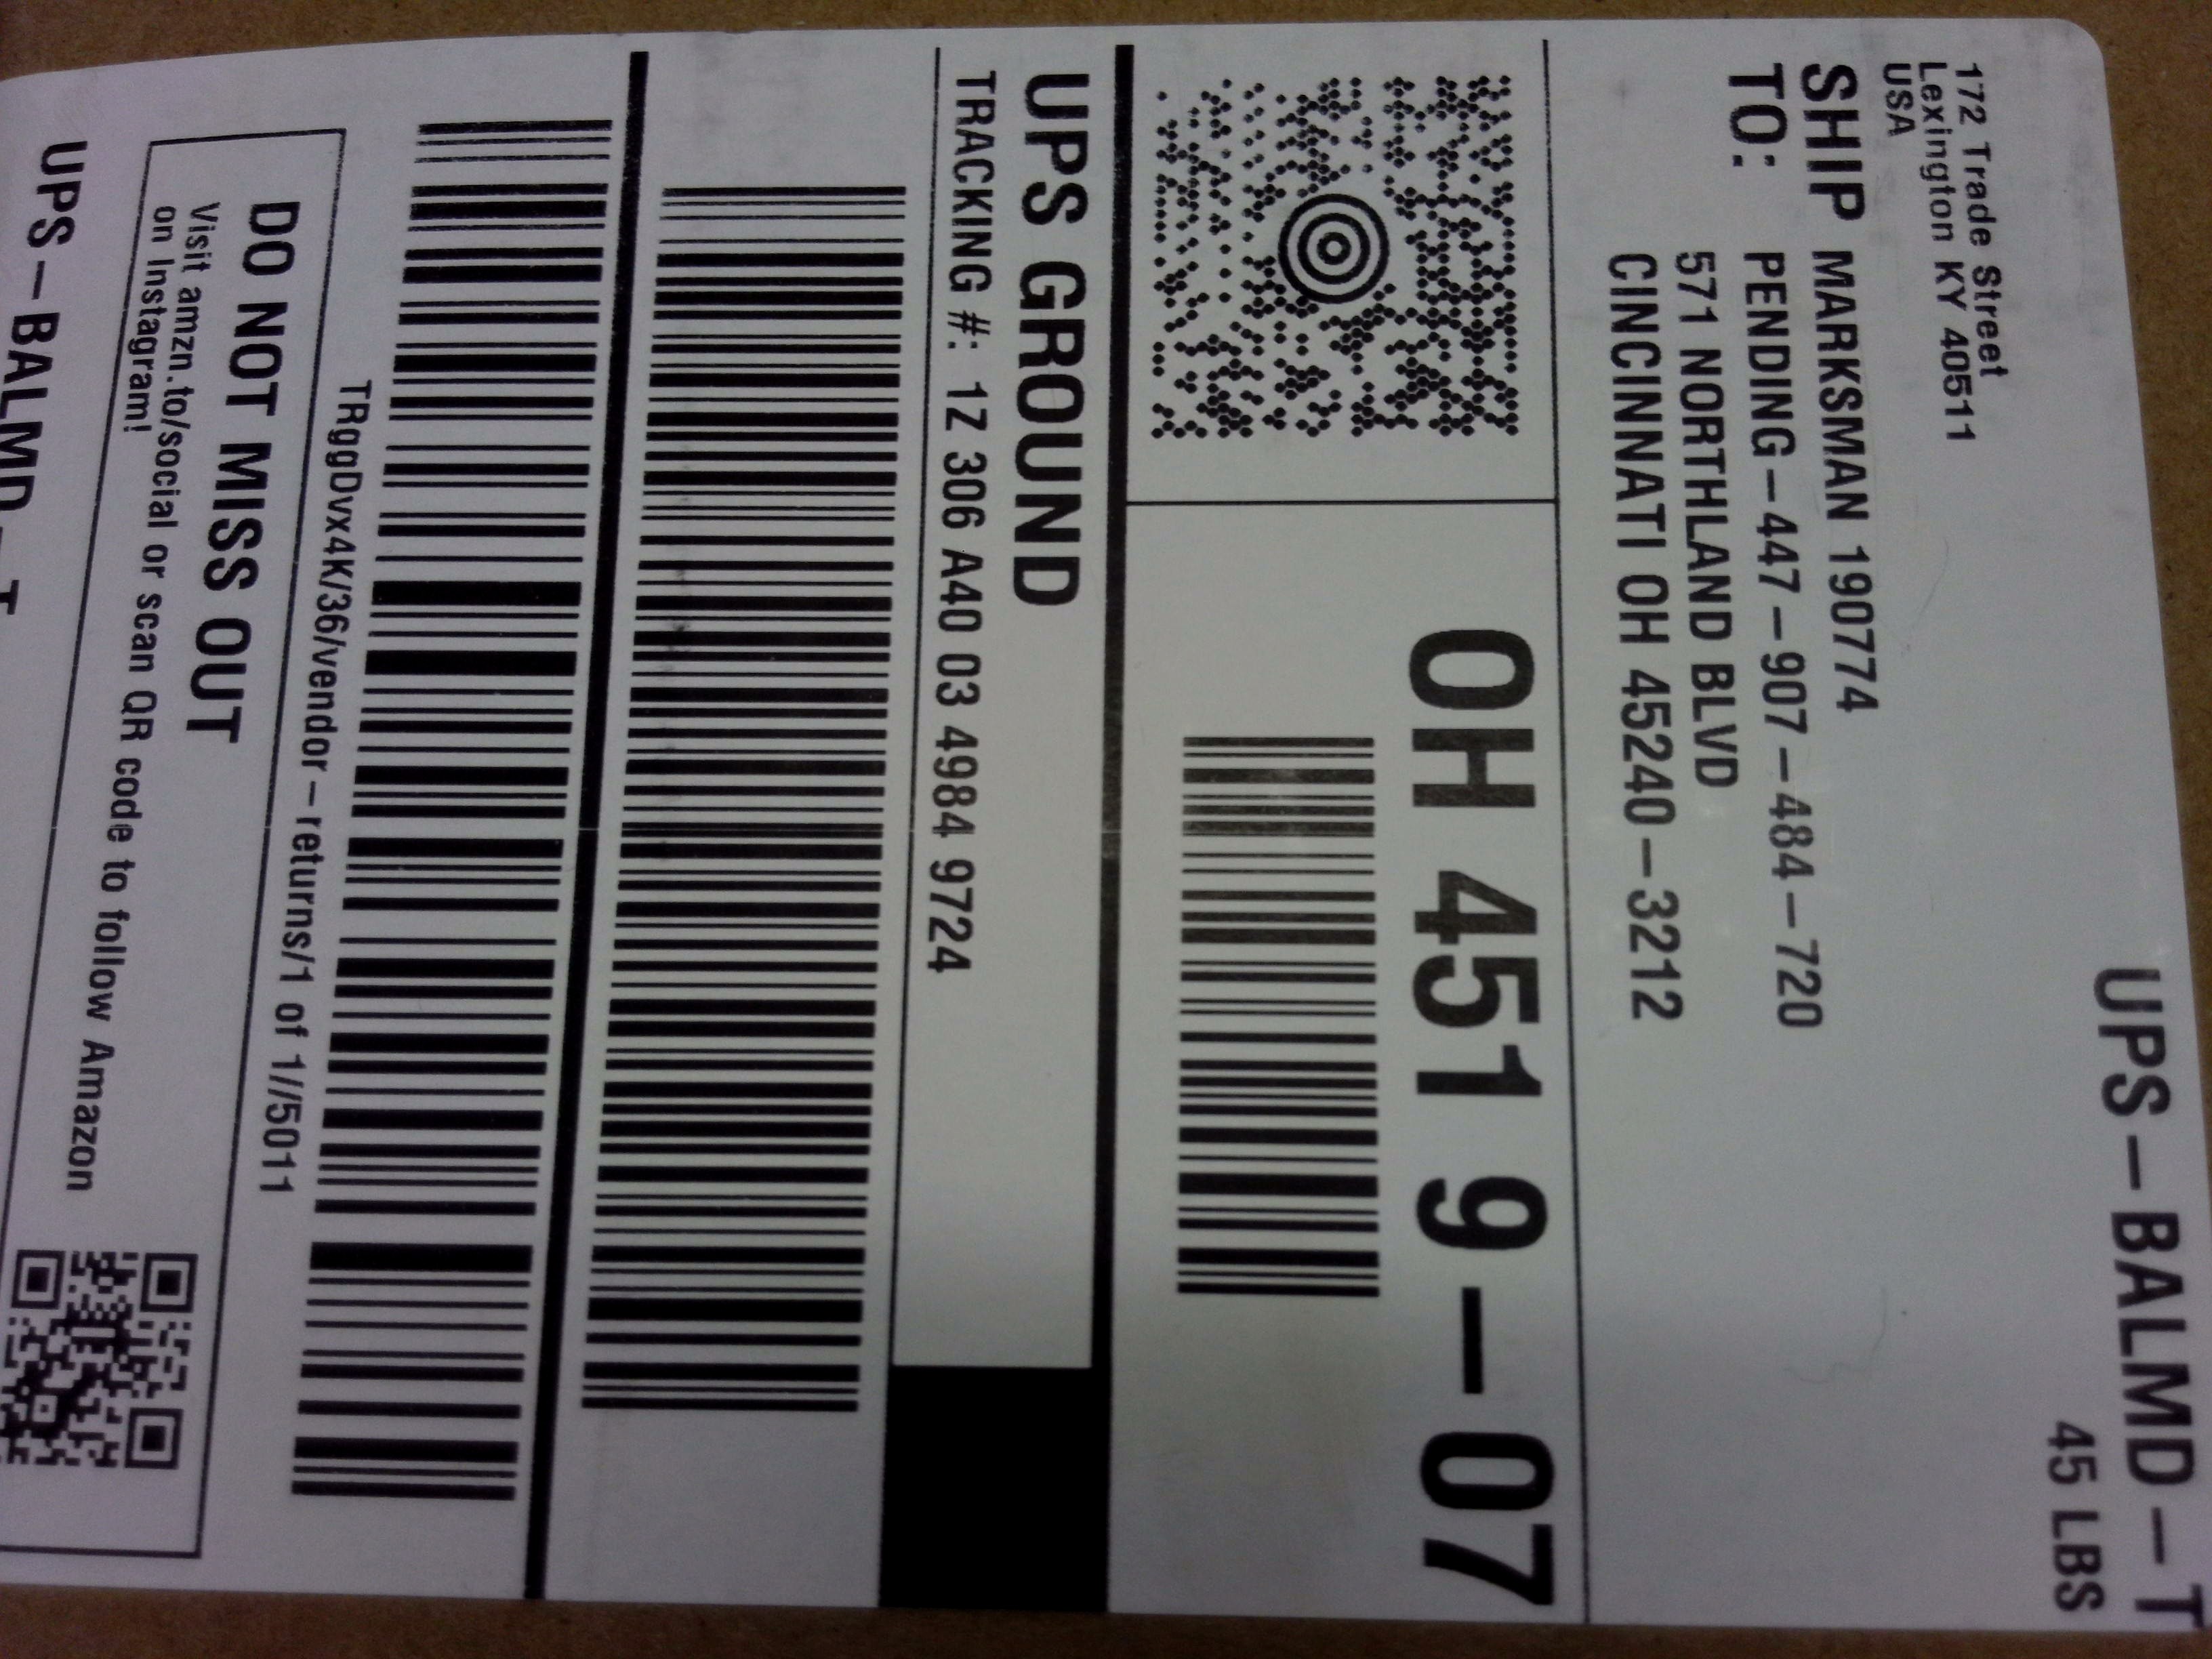 UPS-BALMD-T
45 LBS
172 Trade Street
Lexington KY 40511
USA
SHIP MARKSMAN 190774
TO: PENDING-447-907-484-720
571 NORTHLAND BLVD
CINCINNATI OH 45240-3212
OH 451 9-07
UPS GROUND
TRACKING #: 1Z 306 A40 03 4984 9724
TRggDvx4K/36/vendor-returns/1 of 1//5011
DO NOT MISS OUT
Visit amzn.to/social or scan QR code to follow Amazon
on Instagram!
UPS-BALMD-T